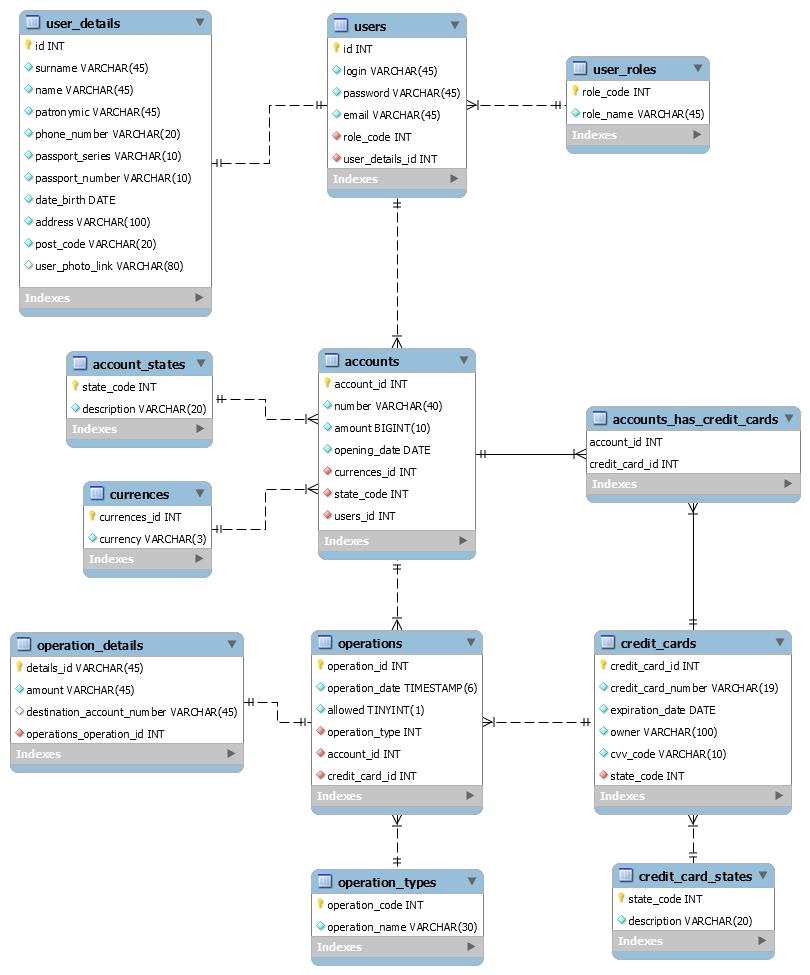 user_details
id INT
surname VARCHAR(45)
name VARCHAR(45)
patronymic VARCHAR(45)
phone_number VARCHAR(20)
passport_series VARCHAR(10)
passport_number VARCHAR(10)
date_birth DATE
address VARCHAR(100)
post_code VARCHAR(20)
user_photo_link VARCHAR(80)
Indexes
users
id INT
login VARCHAR(45)
password VARCHAR(45)
email VARCHAR(45)
role_code INT
user_details_id INT
Indexes
user_roles
role_code INT
role_name VARCHAR(45)
Indexes
account_states
state_code INT
description VARCHAR(20)
Indexes
accounts
account_id INT
number VARCHAR(40)
amount BIGINT(10)
opening_date DATE
currences_id INT
state_code INT
users_id INT
Indexes
accounts_has_credit_cards
account_id INT
credit_card_id INT
Indexes
currences
currences_id INT
currency VARCHAR(3)
Indexes
operation_details
details_id VARCHAR(45)
amount VARCHAR(45)
destination_account_number VARCHAR(45)
operations_operation_id INT
Indexes
operations
operation_id INT
operation_date TIMESTAMP(6)
allowed TINYINT(1)
operation_type INT
account_id INT
credit_card_id INT
Indexes
credit_cards
credit_card_id INT
credit_card_number VARCHAR(19)
expiration_date DATE
owner VARCHAR(100)
cvv_code VARCHAR(10)
state_code INT
Indexes
operation_types
operation_code INT
operation_name VARCHAR(30)
Indexes
credit_card_states
state_code INT
description VARCHAR(20)
Indexes